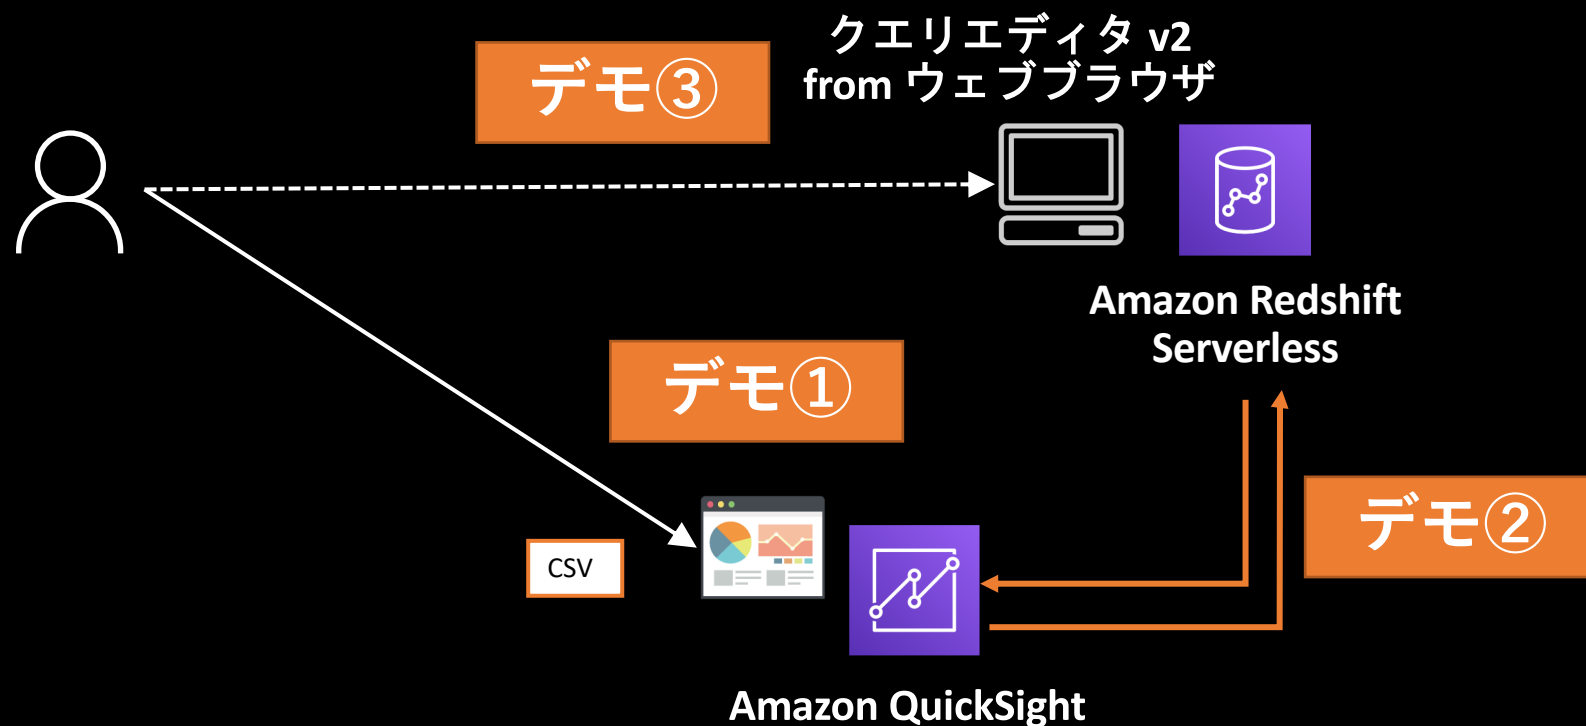 クエリエディタ v2
from ウェブブラウザ
デモ③
Amazon Redshift
Serverless
デモ①
デモ②
CSV
Amazon QuickSight